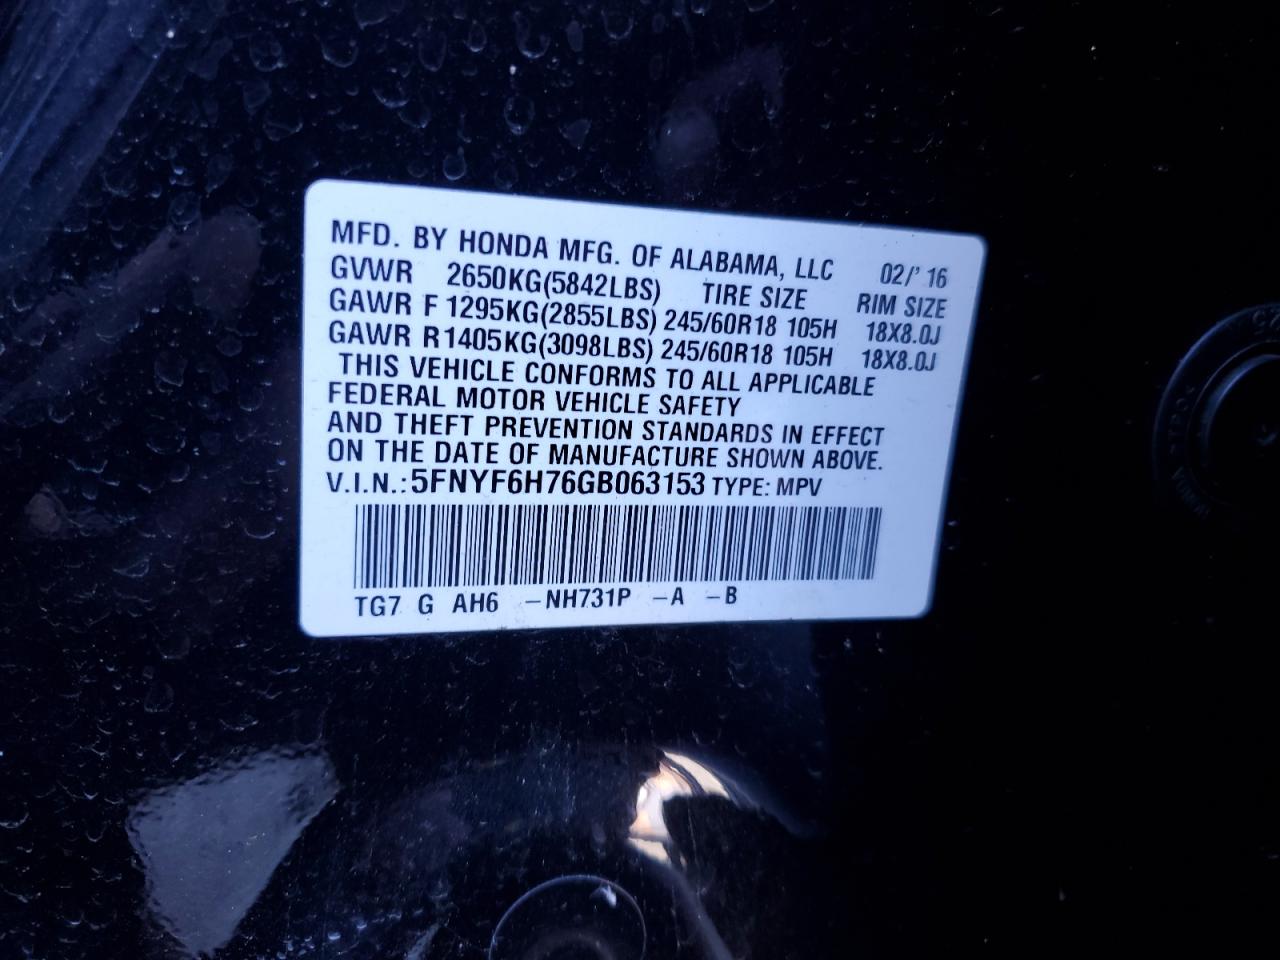 MFD. BY HONDA MFG. OF ALABAMA, LLC 02/' 16
GVWR 2650KG(5842LBS) TIRE SIZE RIM SIZE
GAWR F 1295KG(2855LBS) 245/60R18 105H 18X8.0J
GAWR R1405KG(3098LBS) 245/60R18 105H 18X8.0J
THIS VEHICLE CONFORMS TO ALL APPLICABLE
FEDERAL MOTOR VEHICLE SAFETY
AND THEFT PREVENTION STANDARDS IN EFFECT
ON THE DATE OF MANUFACTURE SHOWN ABOVE.
V.I.N.: 5FNYF6H76GB063153 TYPE: MPV
TG7 G AH6 -NH731P -A -B